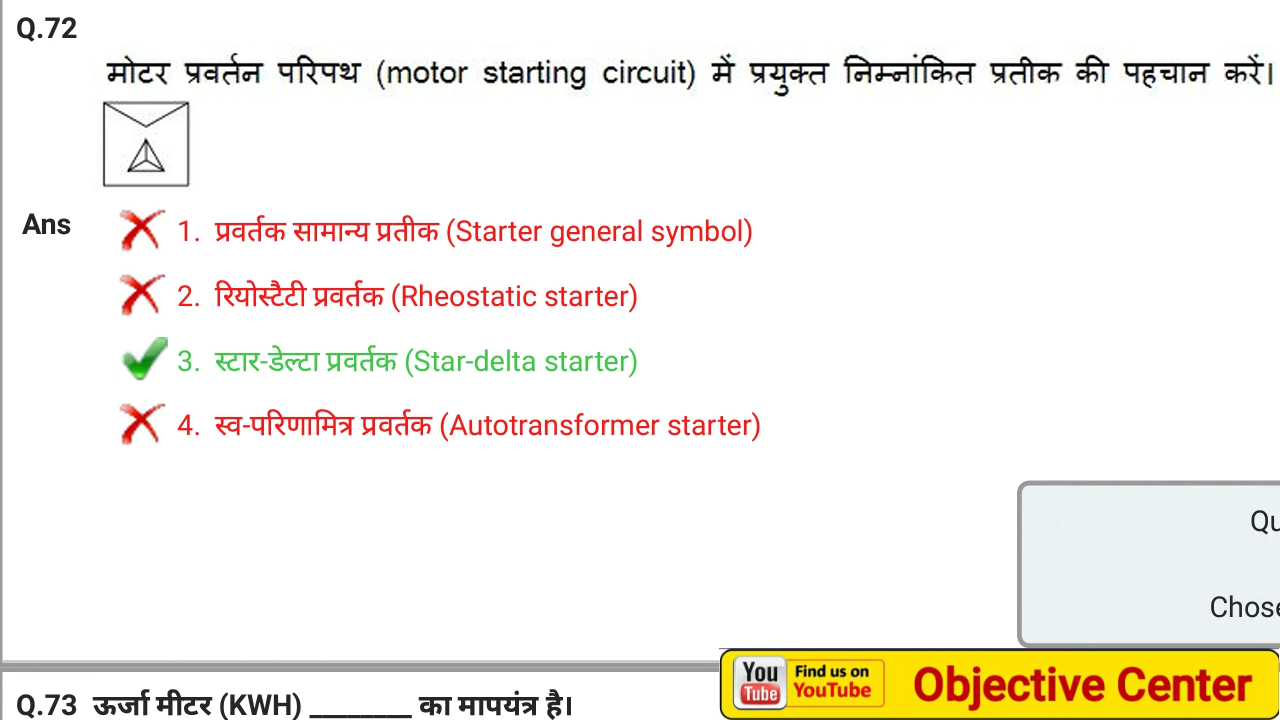 Q.72
मोटर प्रवर्तन परिपथ (motor starting circuit) में प्रयुक्त निम्नांकित प्रतीक की पहचान करें।
Ans
1. प्रवर्तक सामान्य प्रतीक (Starter general symbol)
2. रियोस्टैटी प्रवर्तक (Rheostatic starter)
3. स्टार-डेल्टा प्रवर्तक (Star-delta starter)
4. स्व-परिणामित्र प्रवर्तक (Autotransformer starter)
Qu
Chose
You Tube Find us on YouTube Objective Center
Q.73 ऊर्जा मीटर (KWH) ________ का मापयंत्र है।